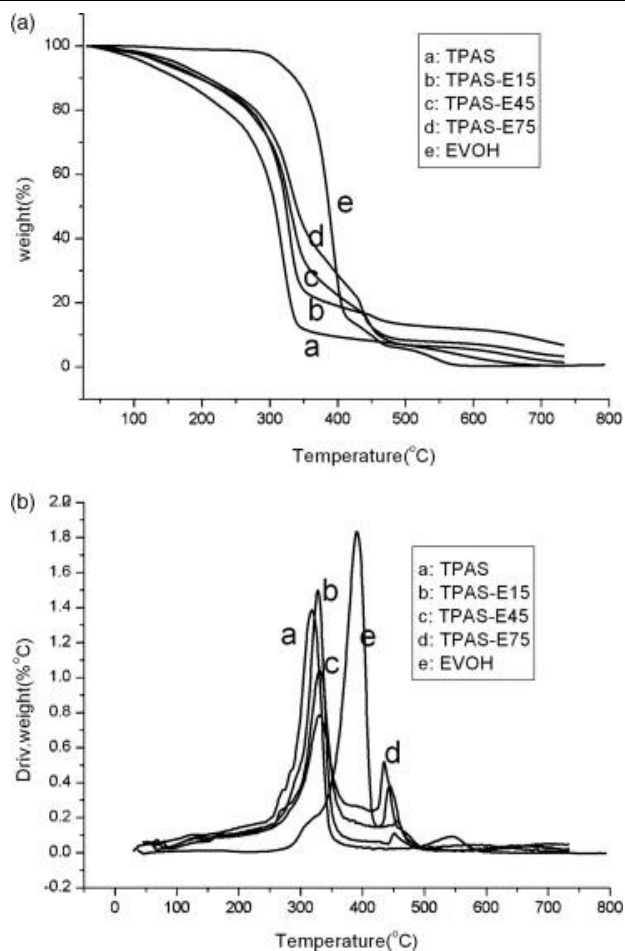 (a)
100
80
60
40
20
0
weight(%)
a: TPAS
b: TPAS-E15
c: TPAS-E45
d: TPAS-E75
e: EVOH
e
d
c
b
a
100 200 300 400 500 600 700 800
Temperature(°C)
(b)
2.0
1.8
1.6
1.4
1.2
1.0
0.8
0.6
0.4
0.2
0.0
-0.2
Driv.weight(%°C)
a: TPAS
b: TPAS-E15
c: TPAS-E45
d: TPAS-E75
e: EVOH
b
a
e
c
d
0 100 200 300 400 500 600 700 800
Temperature(°C)